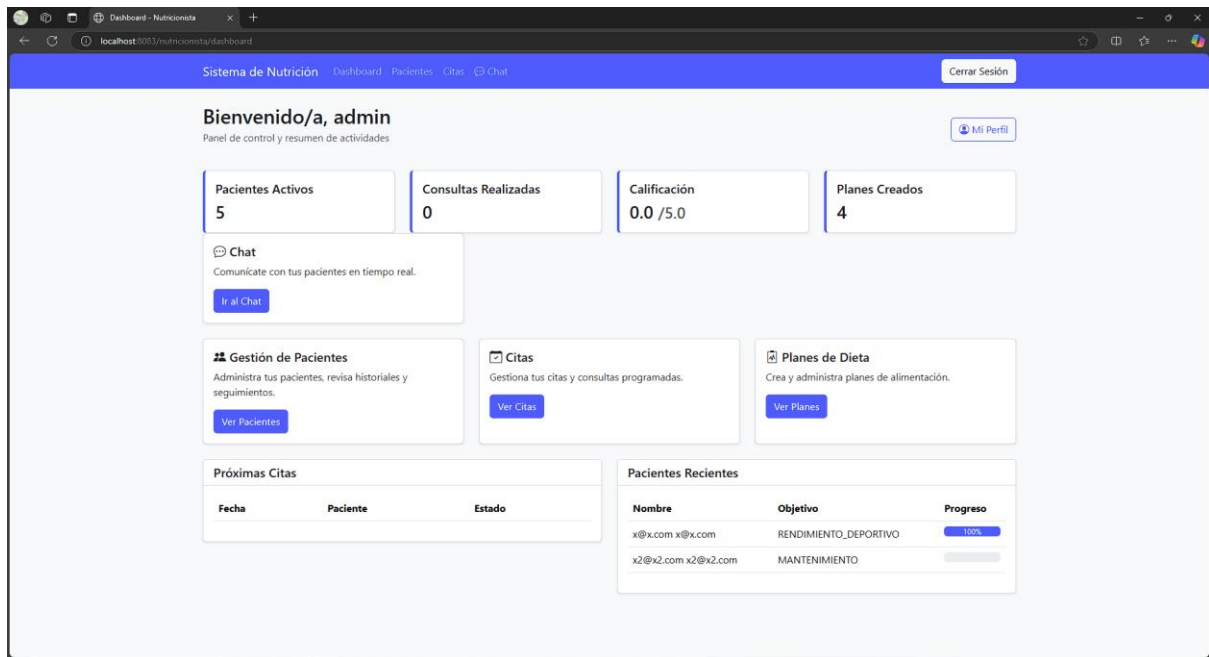 Dashboard - Nutricionista
localhost:8083/nutricionista/dashboard
Sistema de Nutrición Dashboard Pacientes Citas Chat Cerrar Sesión
Bienvenido/a, admin
Panel de control y resumen de actividades
Mi Perfil
Pacientes Activos
5
Consultas Realizadas
0
Calificación
0.0 /5.0
Planes Creados
4
Chat
Comunícate con tus pacientes en tiempo real.
Ir al Chat
Gestión de Pacientes
Administra tus pacientes, revisa historiales y
seguimientos.
Ver Pacientes
Citas
Gestiona tus citas y consultas programadas.
Ver Citas
Planes de Dieta
Crea y administra planes de alimentación.
Ver Planes
Próximas Citas
Fecha Paciente Estado
Pacientes Recientes
Nombre Objetivo Progreso
x@x.com x@x.com RENDIMIENTO_DEPORTIVO 100%
x2@x2.com x2@x2.com MANTENIMIENTO